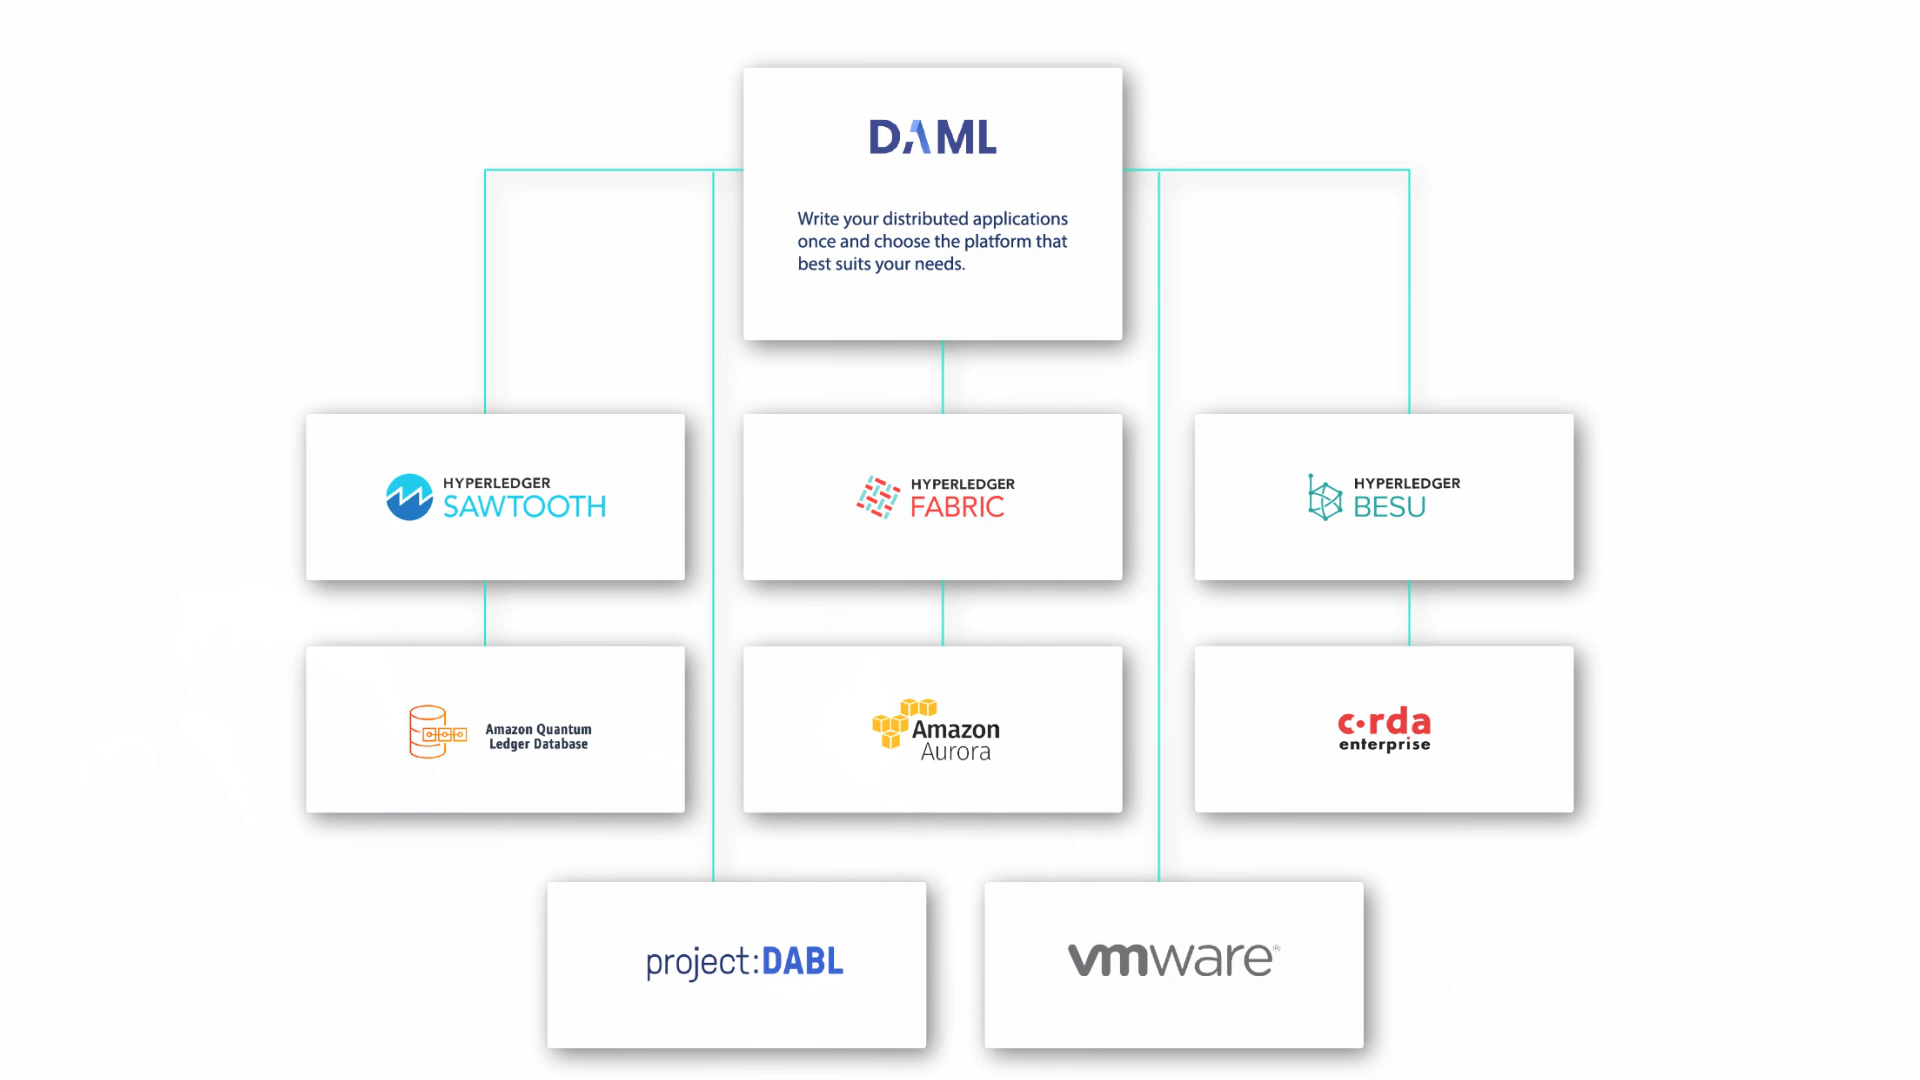 DAML
Write your distributed applications
once and choose the platform that
best suits your needs.
HYPERLEDGER
SAWTOOTH
HYPERLEDGER
FABRIC
HYPERLEDGER
BESU
Amazon Quantum
Ledger Database
Amazon
Aurora
c·rda
enterprise
project:DABL
vmware®